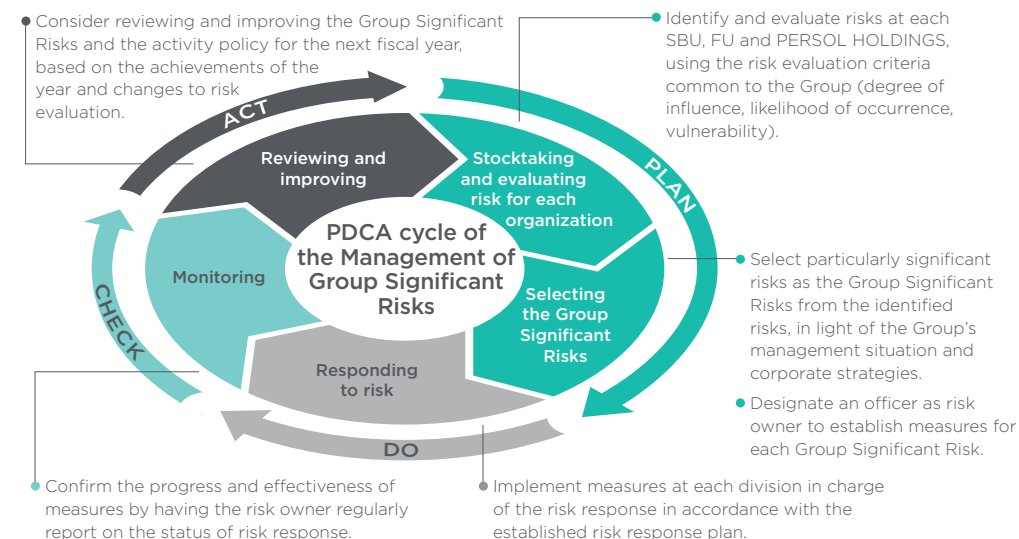 Consider reviewing and improving the Group Significant
Risks and the activity policy for the next fiscal year,
based on the achievements of the
year and changes to risk
evaluation.
Identify and evaluate risks at each
SBU, FU and PERSOL HOLDINGS,
using the risk evaluation criteria
common to the Group (degree of
influence, likelihood of occurrence,
vulnerability).
ACT
PLAN
Reviewing and
improving
Stocktaking
and evaluating
risk for each
organization
PDCA cycle of
the Management of
Group Significant
Risks
Monitoring
Selecting
the Group
Significant
Risks
CHECK
Responding
to risk
DO
Select particularly significant
risks as the Group Significant
Risks from the identified
risks, in light of the Group's
management situation and
corporate strategies.
Designate an officer as risk
owner to establish measures for
each Group Significant Risk.
Confirm the progress and effectiveness of
measures by having the risk owner regularly
report on the status of risk response.
Implement measures at each division in charge
of the risk response in accordance with the
established risk response plan.